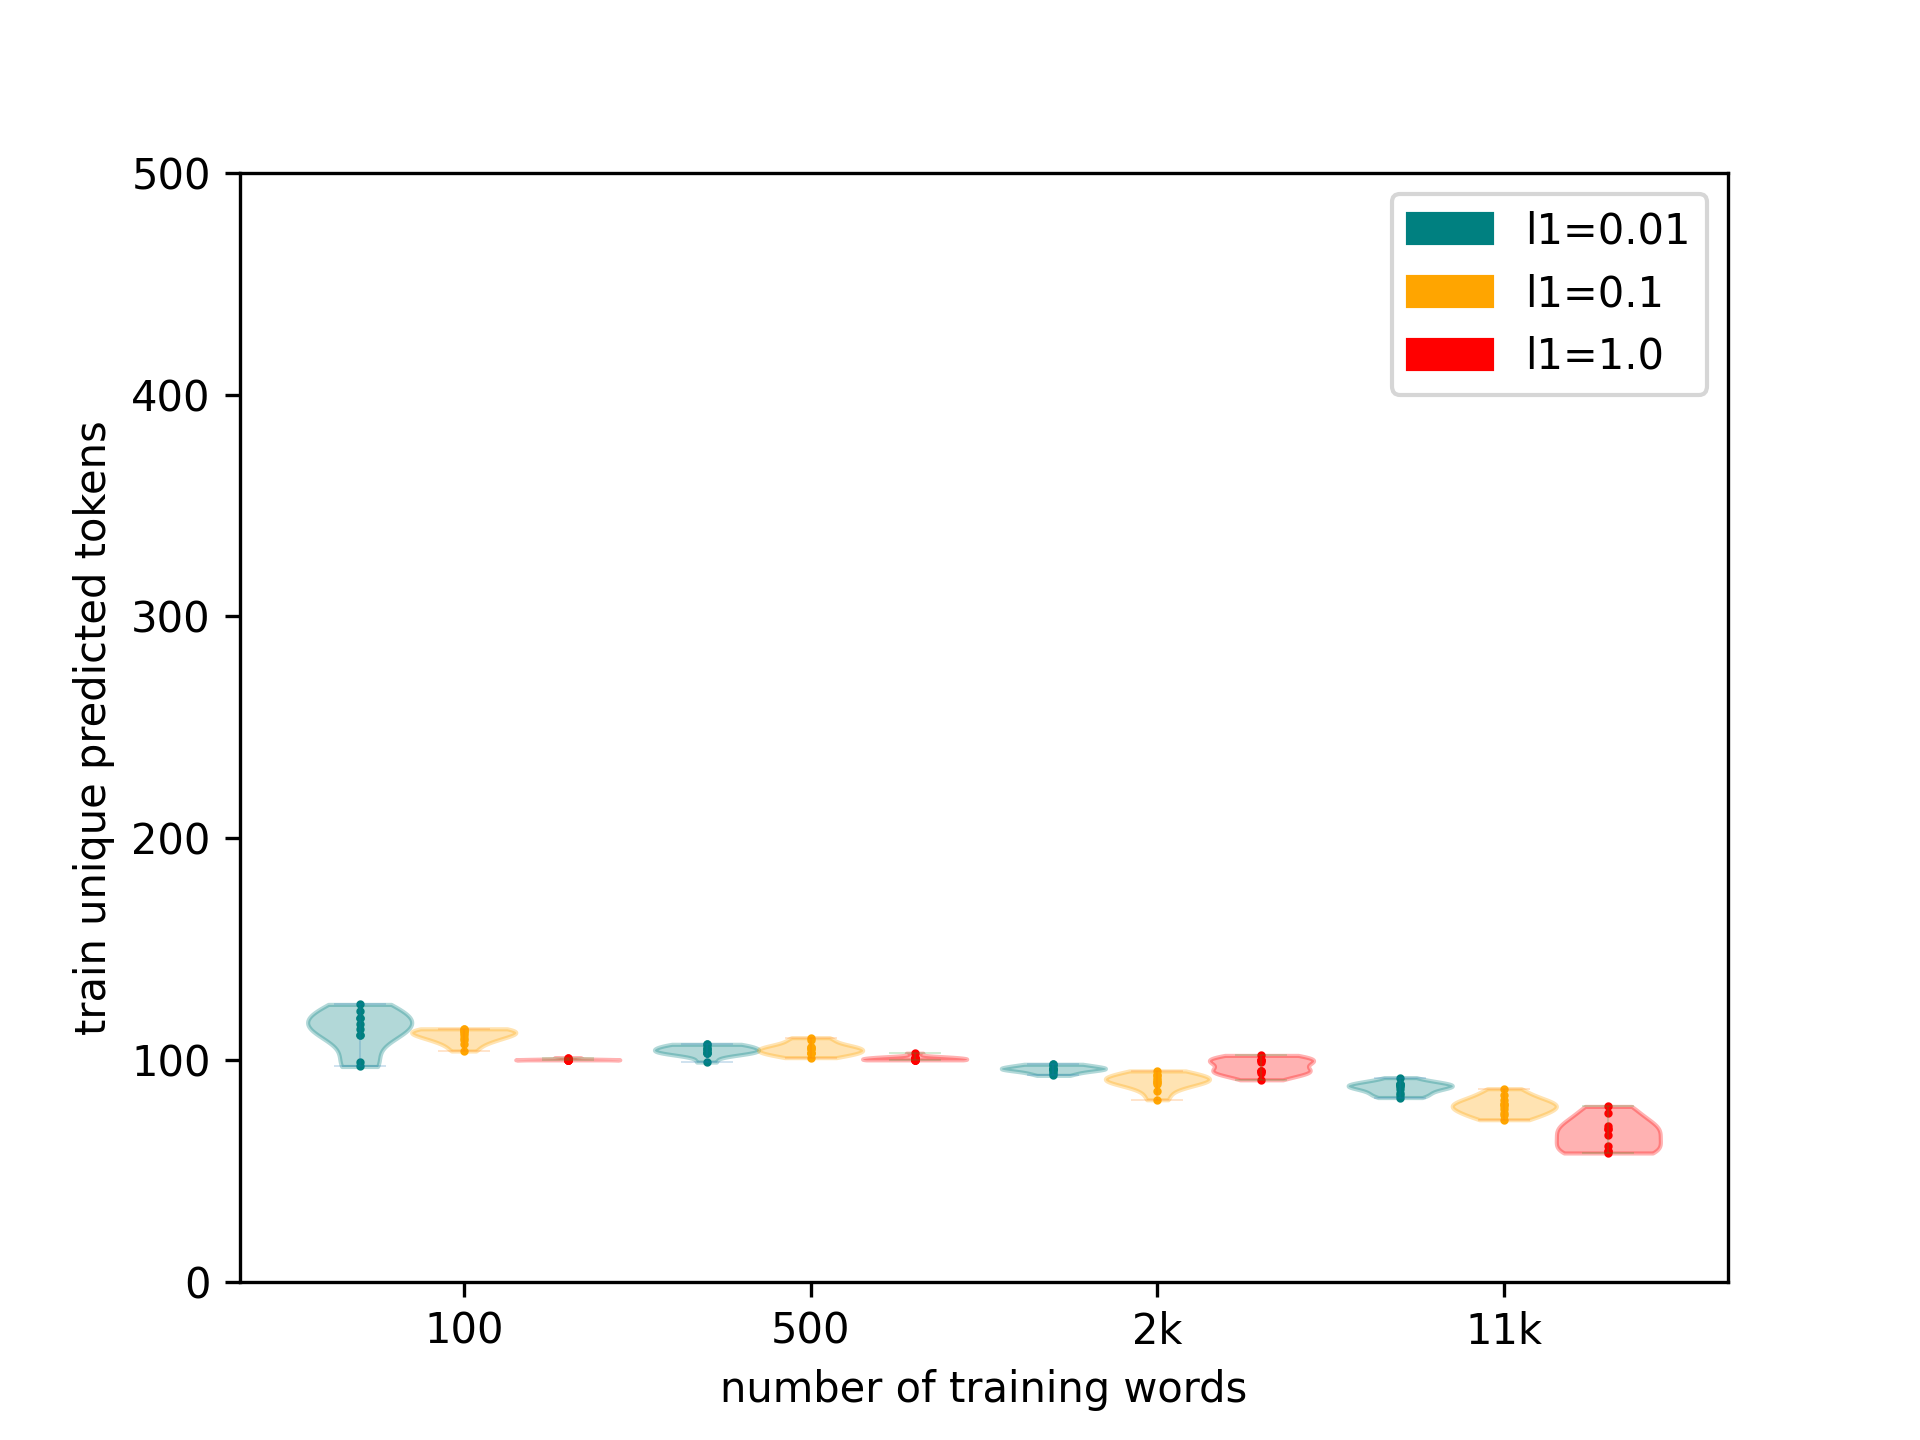 500
400
300
200
100
0
train unique predicted tokens
l1=0.01
l1=0.1
l1=1.0
100 500 2k 11k
number of training words